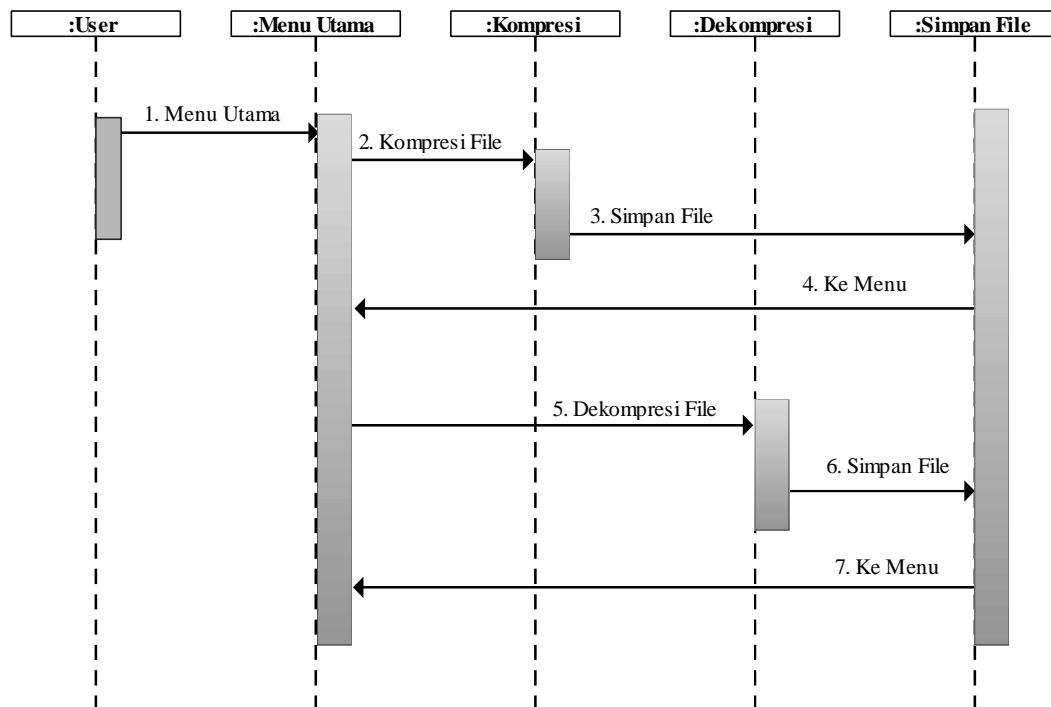 :User
:Menu Utama
:Kompresi
:Dekompresi
:Simpan File
1. Menu Utama
2. Kompresi File
3. Simpan File
4. Ke Menu
5. Dekompresi File
6. Simpan File
7. Ke Menu